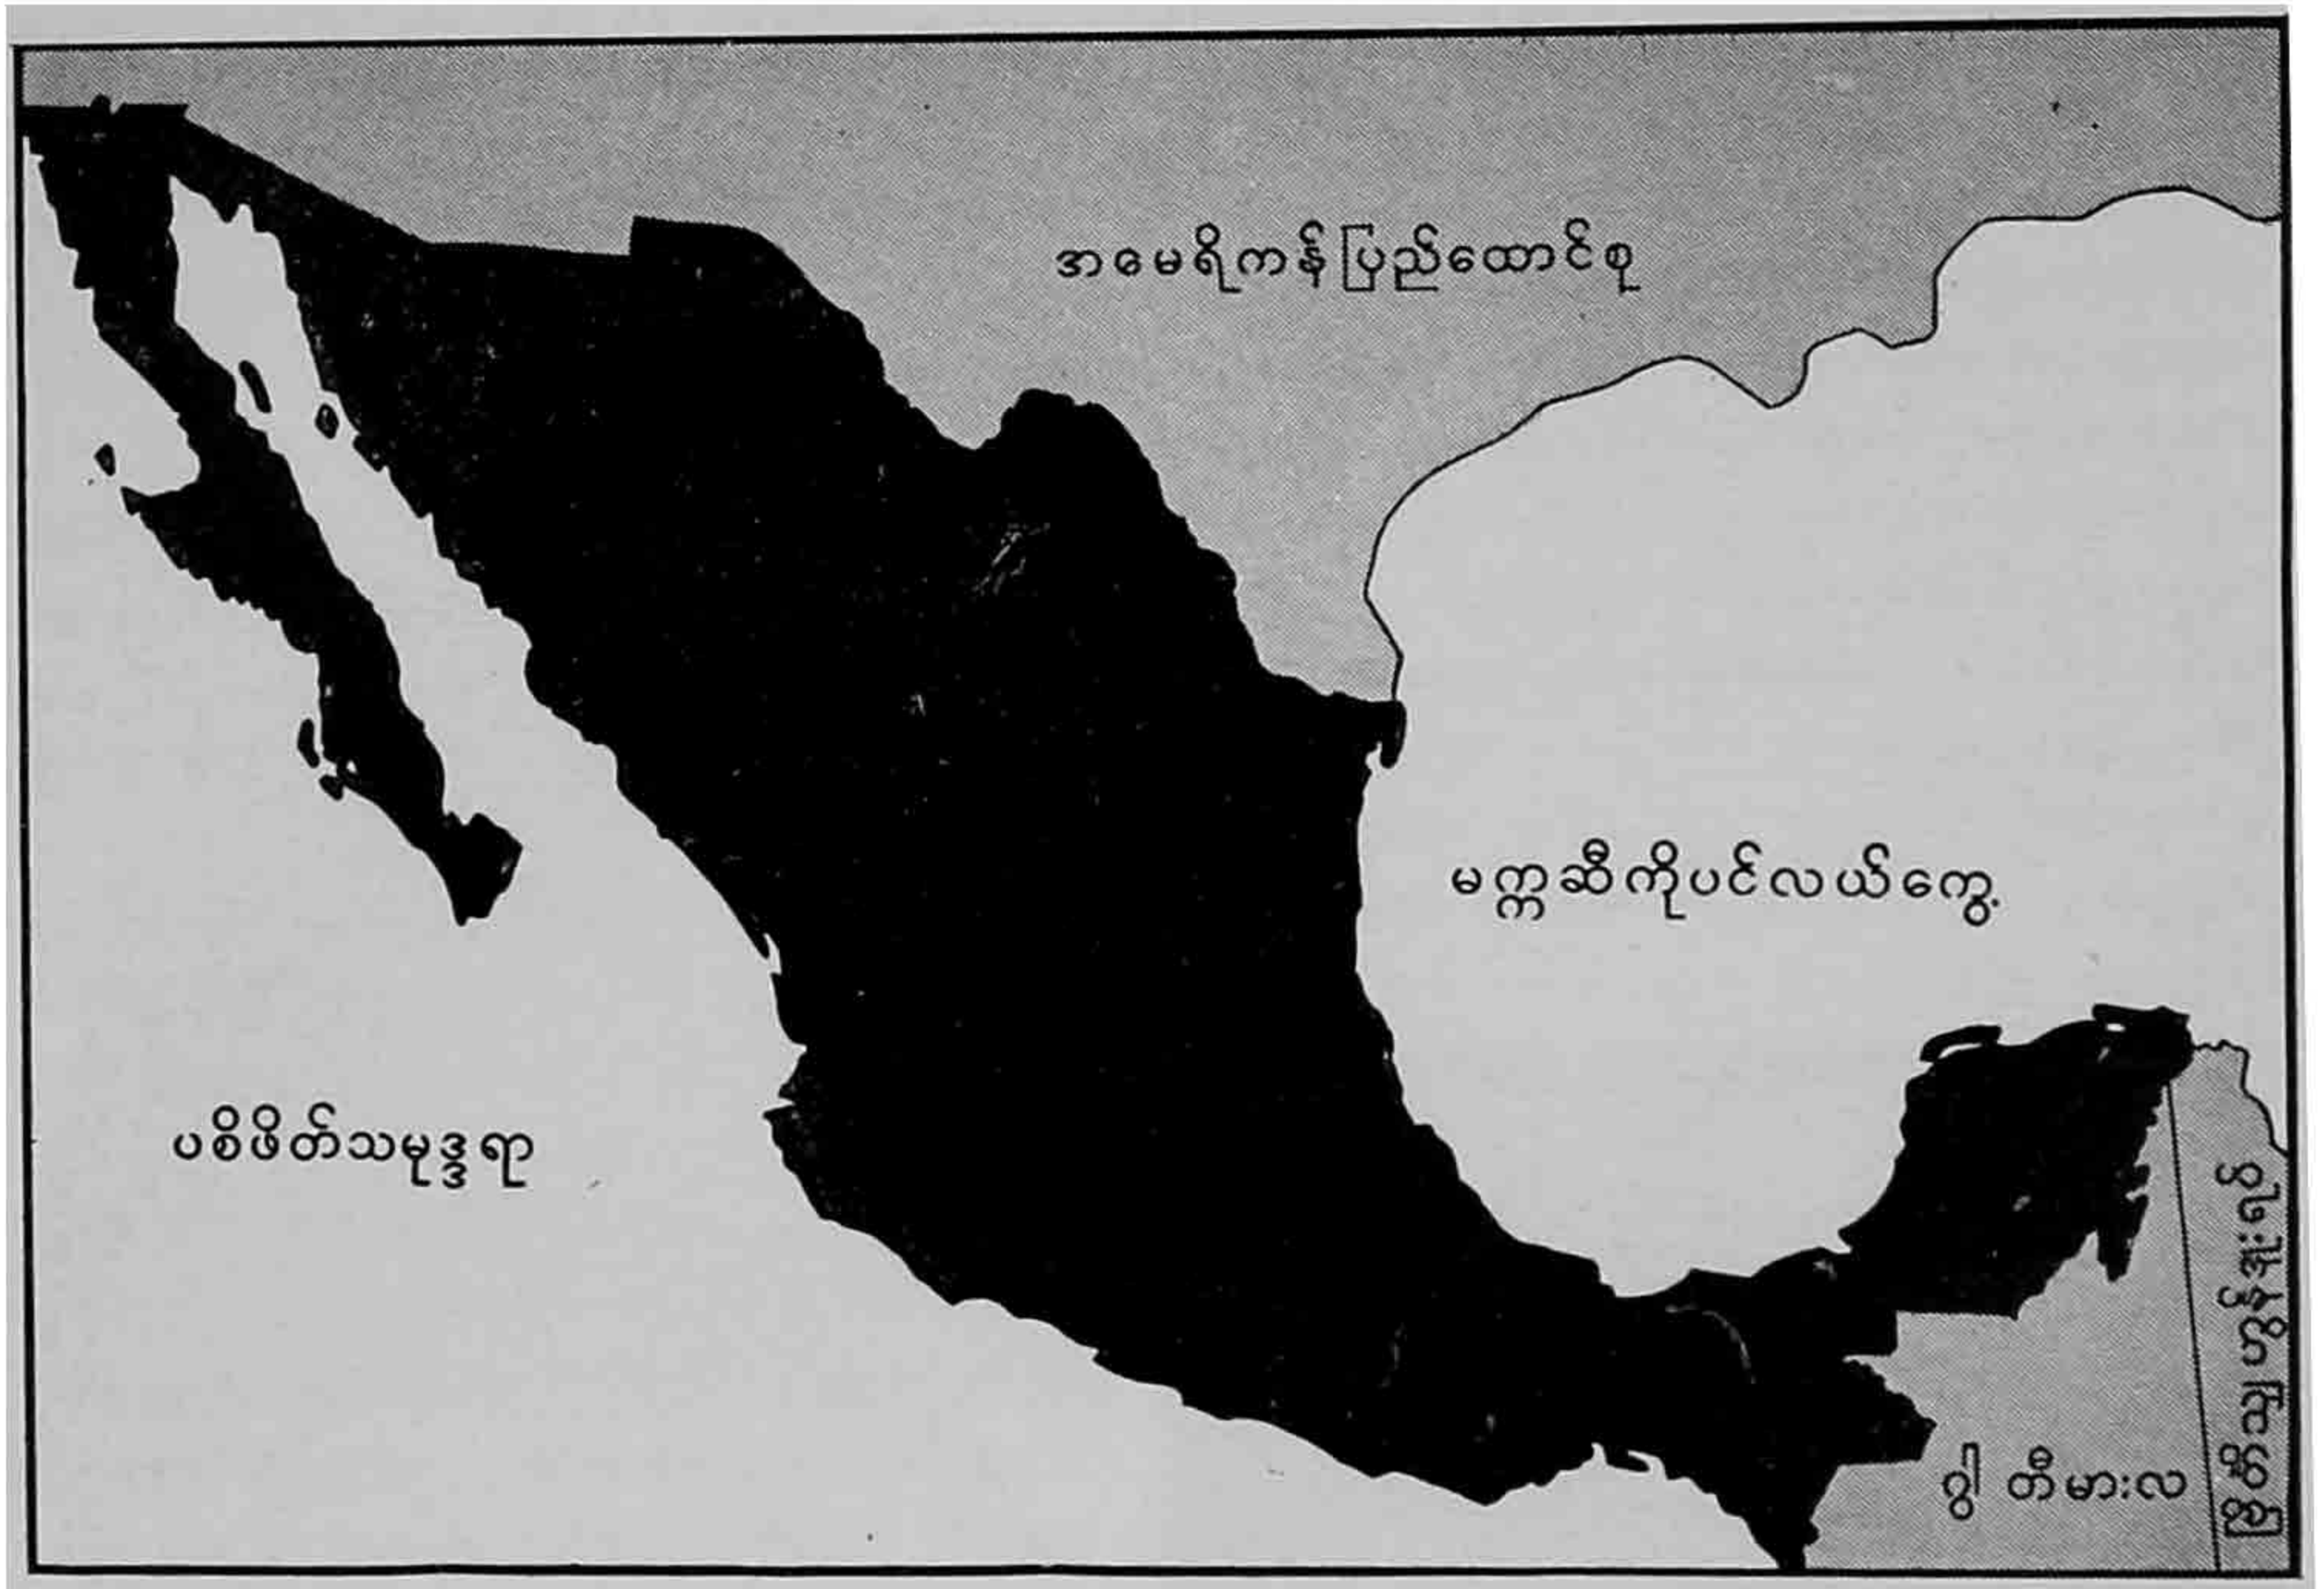 အမေရိကန်ပြည်ထောင်စု
မက္ကဆီကိုပင်လယ်ကွေ့
ပစိဖိတ်သမုဒ္ဒရာ
ဂွါတီမားလ